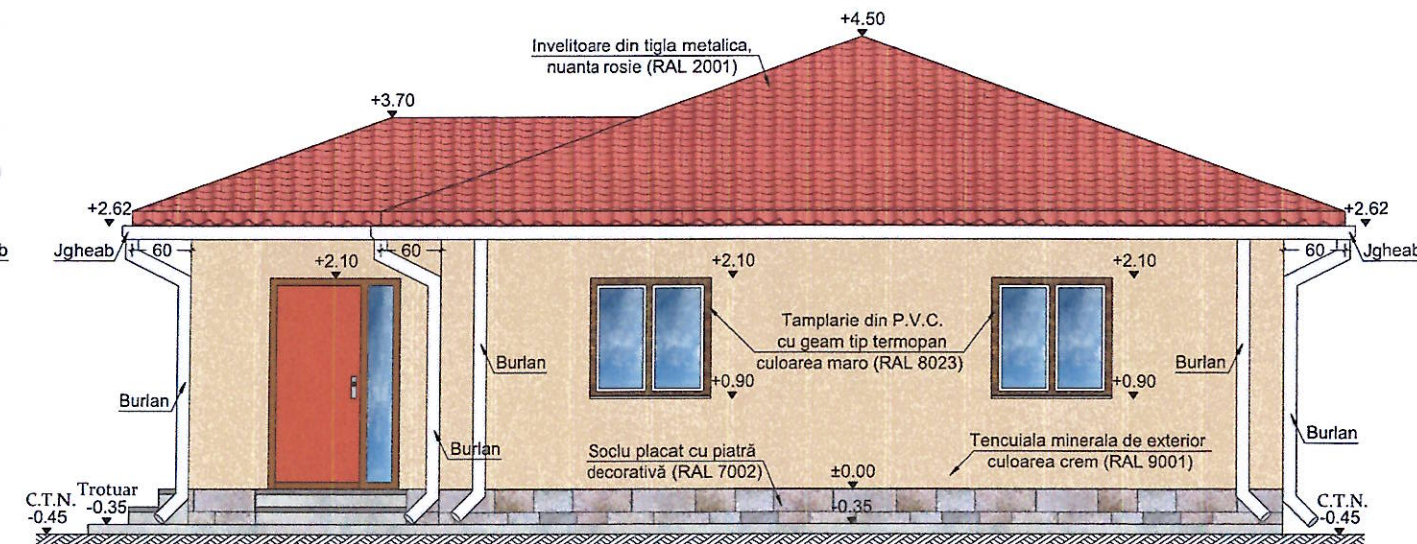 +4.50
Invelitoare din tigla metalica,
nuanta rosie (RAL 2001)
+3.70
+2.62
+2.62
Jgheab
60
60
60
Jgheab
+2.10
+2.10
+2.10
Tamplarie din P.V.C.
cu geam tip termopan
culoarea maro (RAL 8023)
Burlan
Burlan
+0.90
+0.90
Burlan
Burlan
Burlan
Soclu placat cu piatră
decorativă (RAL 7002)
Tencuiala minerala de exterior
culoarea crem (RAL 9001)
±0.00
-0.35
C.T.N.
-0.45
Trotuar
-0.35
C.T.N.
-0.45